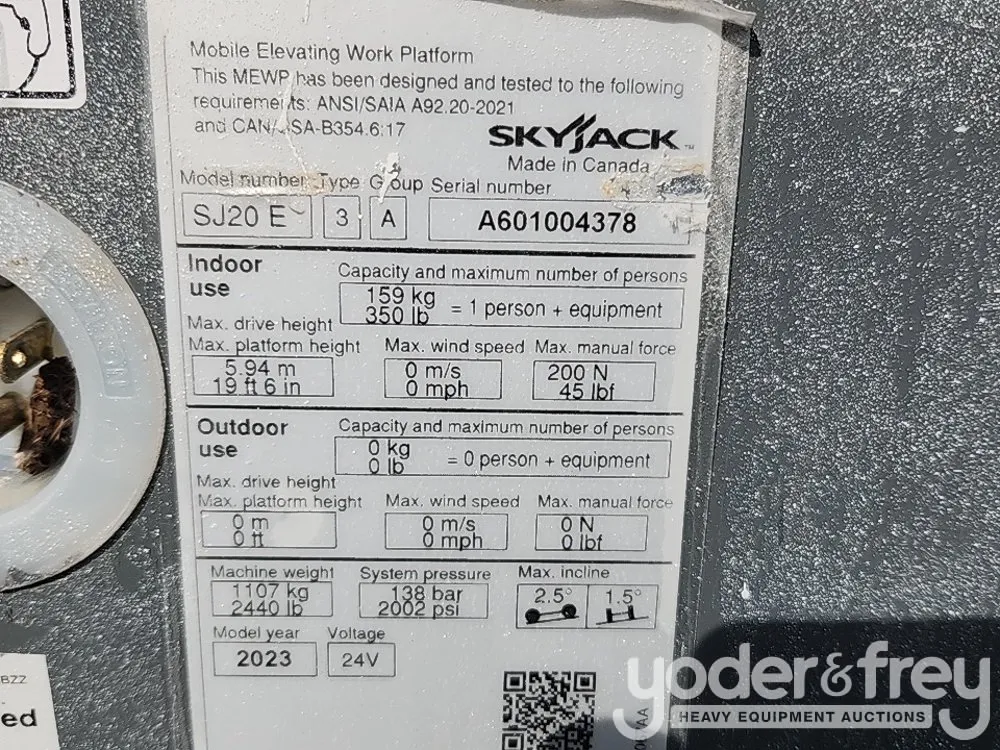 Mobile Elevating Work Platform
This MEWP has been designed and tested to the following
requirements: ANSI/SAIA A92.20-2021
and CAN/CSA-B354.6:17
SKYJACK
Made in Canada
Model number Type Group Serial number
SJ20 E 3 A A601004378
Indoor use
Capacity and maximum number of persons
159 kg
350 lb = 1 person + equipment
Max. drive height
Max. platform height Max. wind speed Max. manual force
5.94 m 0 m/s 200 N
19 ft 6 in 0 mph 45 lbf
Outdoor use
Capacity and maximum number of persons
0 kg
0 lb = 0 person + equipment
Max. drive height
Max. platform height Max. wind speed Max. manual force
0 m 0 m/s 0 N
0 ft 0 mph 0 lbf
Machine weight System pressure Max. incline
1107 kg 138 bar 2.5° 1.5°
2440 lb 2002 psi
Model year Voltage
2023 24V
BZZ
ed
yoder&frey
HEAVY EQUIPMENT AUCTIONS